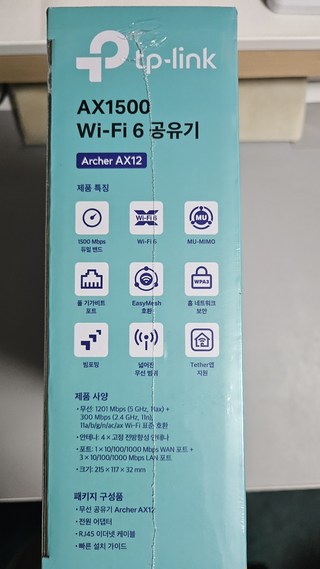 tp-link
AX1500
Wi-Fi 6 공유기
Archer AX12
제품 특징
1500 Mbps
듀얼 밴드
Wi-Fi 6
Wi-Fi 6
MU
MU-MIMO
풀 기가비트
포트
EasyMesh
호환
WPA3
홈 네트워크
보안
빔포밍
넓어진
무선 범위
Tether앱
지원
제품 사양
• 무선: 1201 Mbps (5 GHz, 11ax) +
300 Mbps (2.4 GHz, 11n),
11a/b/g/n/ac/ax Wi-Fi 표준 호환
• 안테나: 4 × 고정 전방향성 안테나
• 포트: 1 × 10/100/1000 Mbps WAN 포트 +
3 × 10/100/1000 Mbps LAN 포트
• 크기: 215 × 117 × 32 mm
패키지 구성품
• 무선 공유기 Archer AX12
• 전원 어댑터
• RJ45 이더넷 케이블
• 빠른 설치 가이드